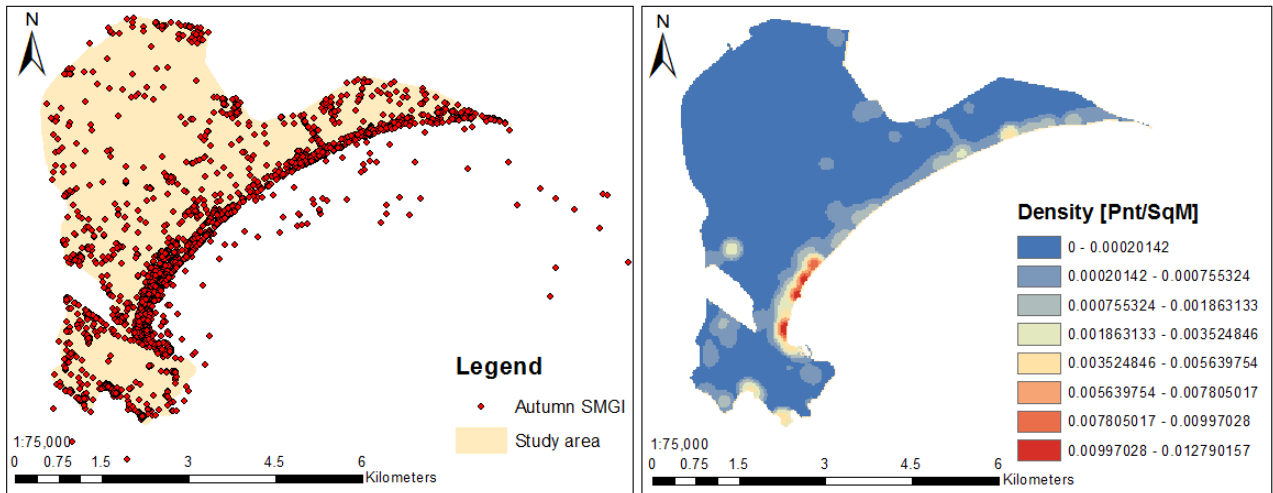 N
Legend
Autumn SMGI
Study area
1:75,000
0 0.75 1.5 3 4.5 6
Kilometers
N
Density [Pnt/SqM]
0 - 0.00020142
0.00020142 - 0.000755324
0.000755324 - 0.001863133
0.001863133 - 0.003524846
0.003524846 - 0.005639754
0.005639754 - 0.007805017
0.007805017 - 0.00997028
0.00997028 - 0.012790157
1:75,000
0 0.75 1.5 3 4.5 6
Kilometers